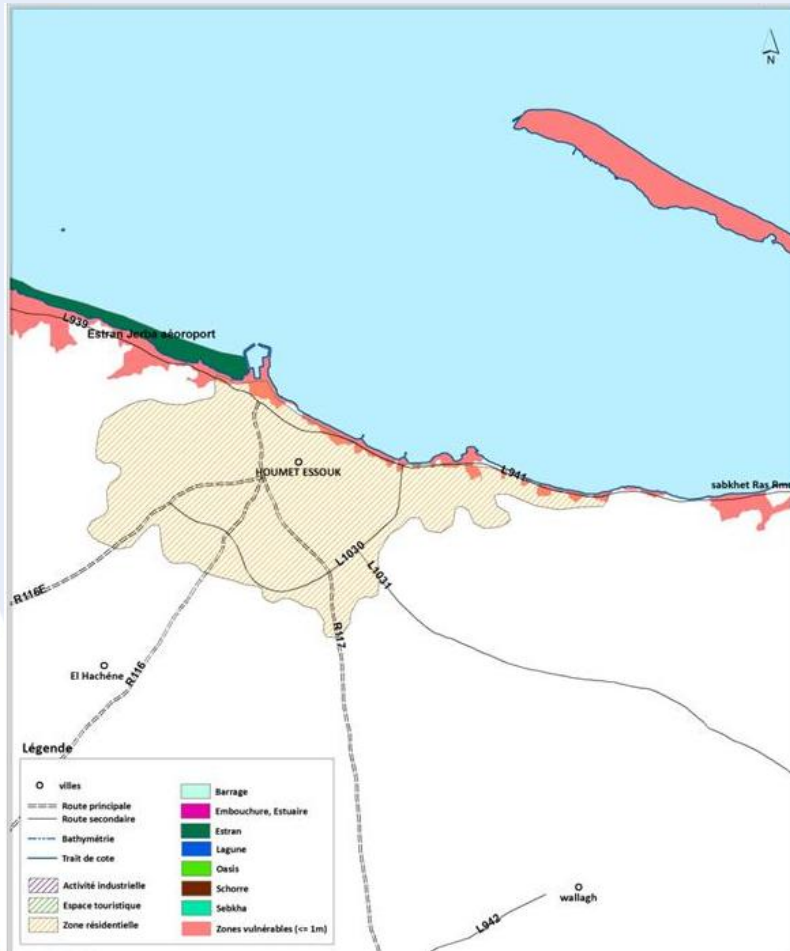 N
L939
Estran Jerba aéoroport
HOUMET ESSOUK
L941
sabkhet Ras Rm
L1030
L1031
R116E
R117
El Hachéne
R116
Légende
villes
Route principale
Route secondaire
Bathymétrie
Trait de cote
Activité industrielle
Espace touristique
Zone résidentielle
Barrage
Embouchure, Estuaire
Estran
Lagune
Oasis
Schorre
Sebkha
Zones vulnérables (<= 1m)
wallagh
L942